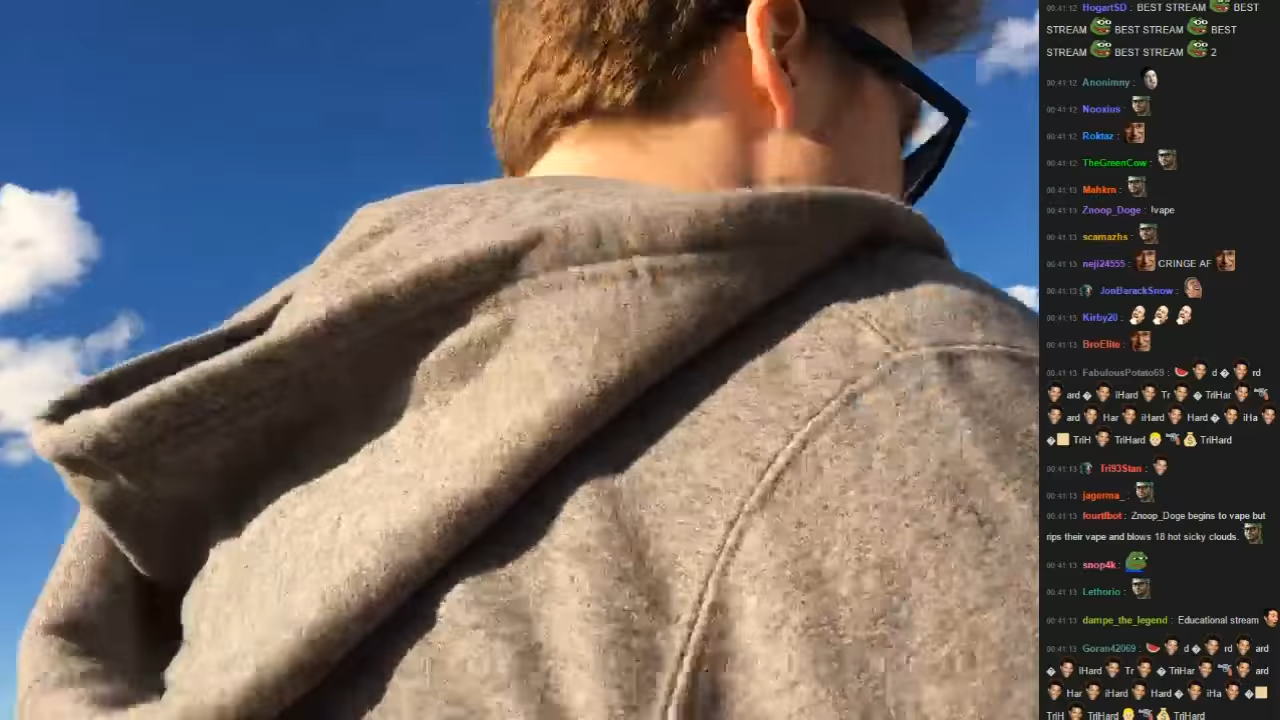 00:41:12 HogartSD : BEST STREAM BEST
STREAM BEST STREAM BEST
STREAM BEST STREAM 2
00:41:12 Anonimny :
00:41:12 Nooxius :
00:41:12 Roktaz :
00:41:12 TheGreenCow :
00:41:13 Mahkrn :
00:41:13 Znoop_Doge : !vape
00:41:13 scamazhs :
00:41:13 neji24555 : CRINGE AF
00:41:13 JonBarackSnow :
00:41:13 Kirby20 :
00:41:13 BroElite :
00:41:13 FabulousPotato69 : d � rd
ard � iHard Tr � TriHar
ard Har iHard Hard � iHa
� TriH TriHard TriHard
00:41:13 Tri93Stan :
00:41:13 jagerma_ :
00:41:13 fourtfbot : Znoop_Doge begins to vape but
rips their vape and blows 18 hot sicky clouds.
00:41:13 snop4k :
00:41:13 Lethorio :
00:41:13 dampe_the_legend : Educational stream
00:41:13 Goran42069 : d � rd ard
� iHard Tr � TriHar ard
Har iHard Hard � iHa �
TriH TriHard TriHard